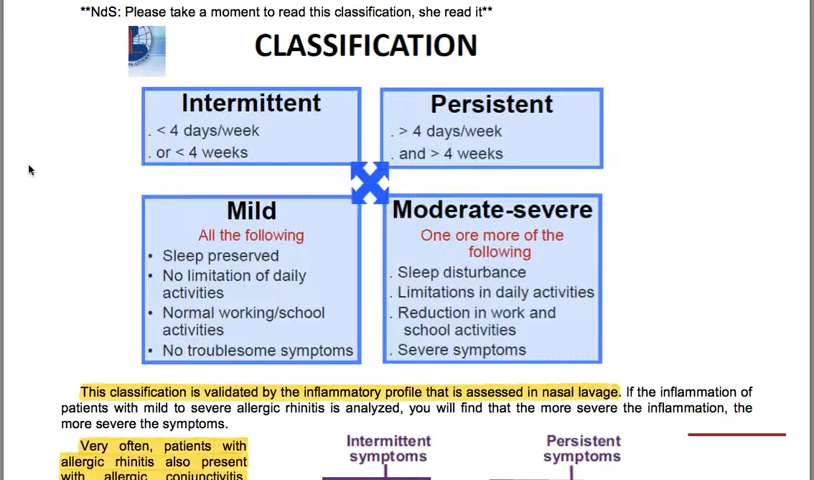 **NdS: Please take a moment to read this classification, she read it**
CLASSIFICATION
Intermittent
. < 4 days/week
. or < 4 weeks
Persistent
. > 4 days/week
. and > 4 weeks
Mild
All the following
• Sleep preserved
• No limitation of daily
activities
• Normal working/school
activities
• No troublesome symptoms
Moderate-severe
One ore more of the
following
. Sleep disturbance
. Limitations in daily activities
. Reduction in work and
school activities
. Severe symptoms
This classification is validated by the inflammatory profile that is assessed in nasal lavage. If the inflammation of
patients with mild to severe allergic rhinitis is analyzed, you will find that the more severe the inflammation, the
more severe the symptoms.
Very often, patients with
allergic rhinitis also present
with allergic conjunctivitis.
Intermittent
symptoms
Persistent
symptoms